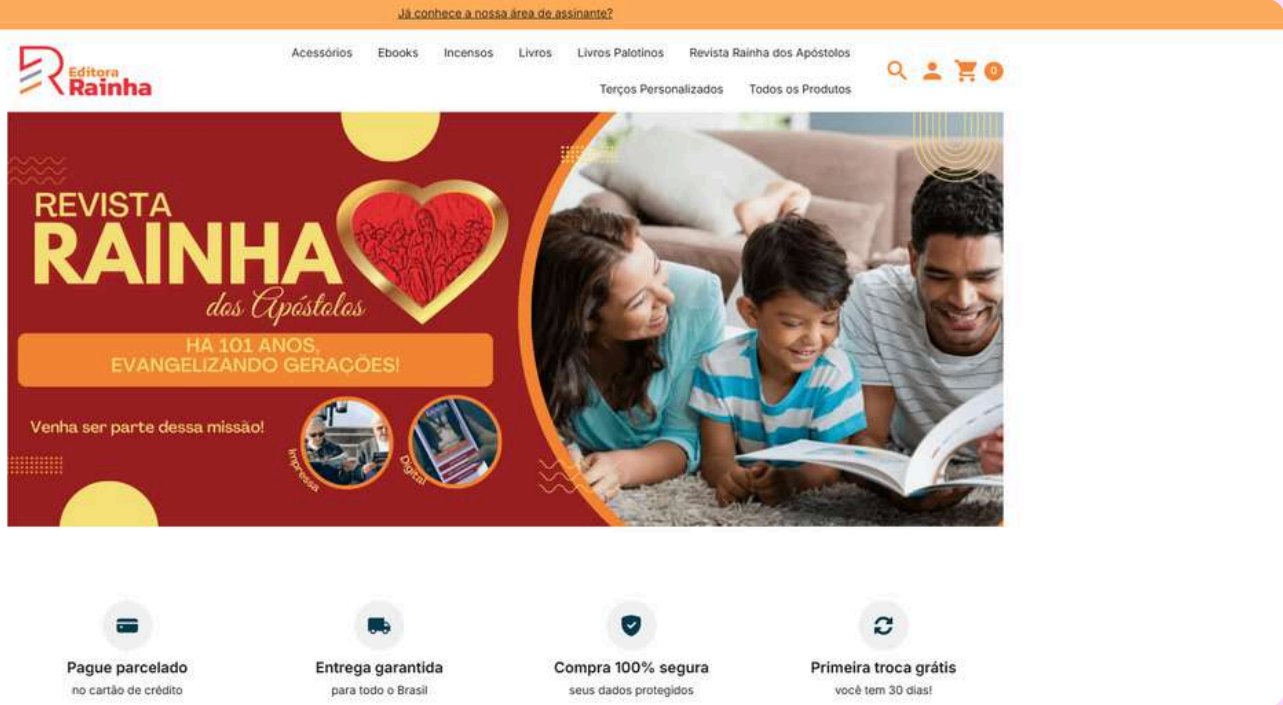 Já conhece a nossa área de assinante?
Editora
Rainha
Acessórios Ebooks Incensos Livros Livros Palotinos Revista Rainha dos Apóstolos
Terços Personalizados Todos os Produtos
0
REVISTA
RAINHA
dos Apóstolos
HÁ 101 ANOS,
EVANGELIZANDO GERAÇÕES!
Venha ser parte dessa missão!
Impressa
Digital
Pague parcelado
no cartão de crédito
Entrega garantida
para todo o Brasil
Compra 100% segura
seus dados protegidos
Primeira troca grátis
você tem 30 dias!